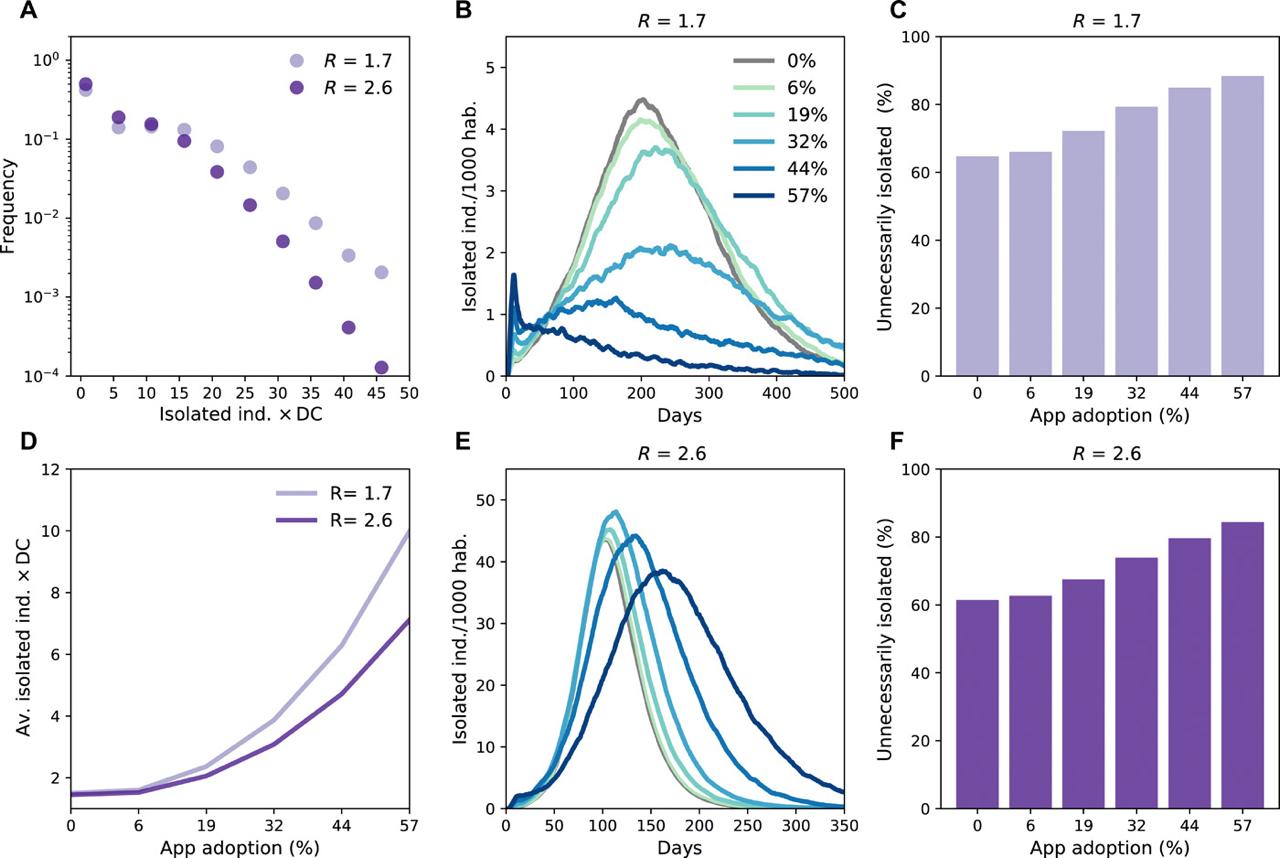 A
10⁰
10⁻¹
10⁻²
10⁻³
10⁻⁴
Frequency
R = 1.7
R = 2.6
0 5 10 15 20 25 30 35 40 45 50
Isolated ind. × DC
B
R = 1.7
5
4
3
2
1
0
Isolated ind./1000 hab.
0%
6%
19%
32%
44%
57%
0 100 200 300 400 500
Days
C
R = 1.7
100
80
60
40
20
0
Unnecessarily isolated (%)
0 6 19 32 44 57
App adoption (%)
D
12
10
8
6
4
2
Av. isolated ind. × DC
R= 1.7
R= 2.6
0 6 19 32 44 57
App adoption (%)
E
R = 2.6
50
40
30
20
10
0
Isolated ind./1000 hab.
0 50 100 150 200 250 300 350
Days
F
R = 2.6
100
80
60
40
20
0
Unnecessarily isolated (%)
0 6 19 32 44 57
App adoption (%)